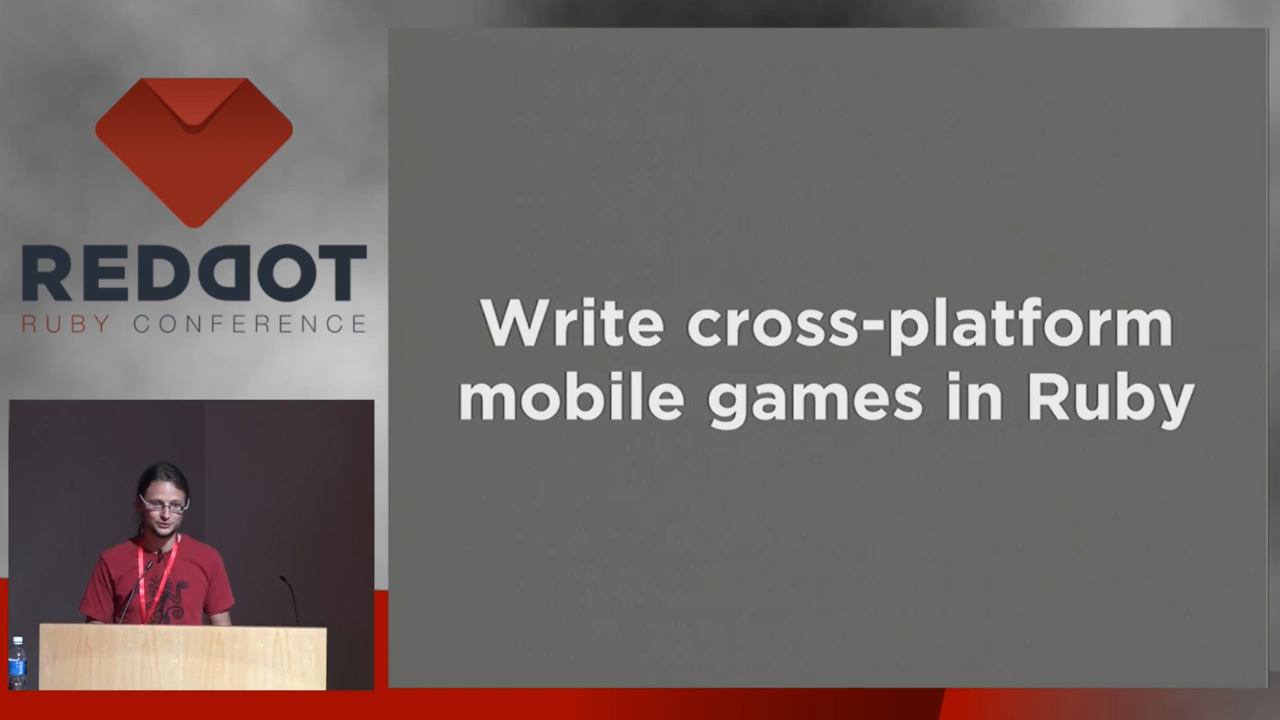 REDDOT
RUBY CONFERENCE
Write cross-platform
mobile games in Ruby